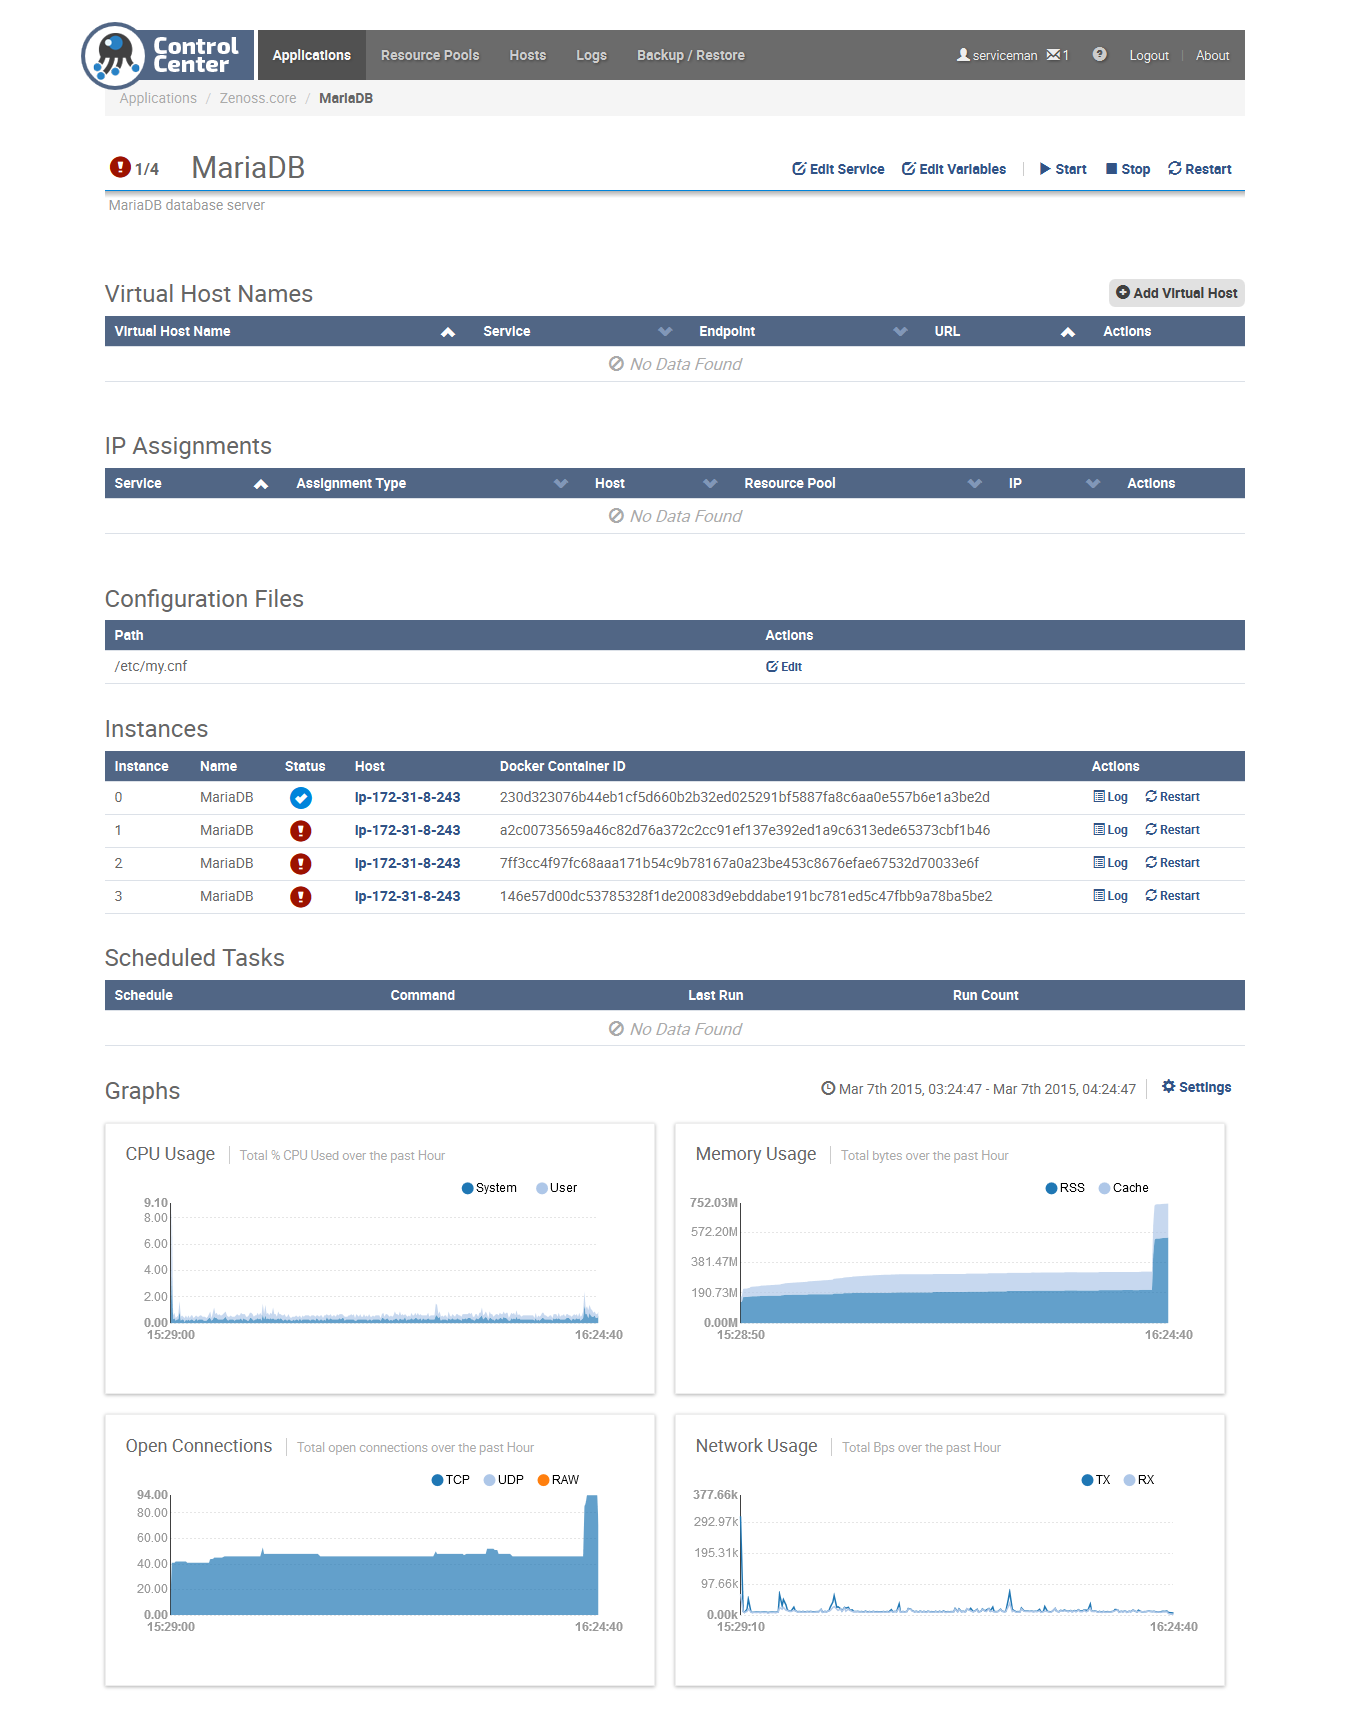 Control Center
Applications Resource Pools Hosts Logs Backup / Restore serviceman 1 Logout | About
Applications / Zenoss.core / MariaDB
1/4 MariaDB Edit Service Edit Variables Start Stop Restart
MariaDB database server
Virtual Host Names Add Virtual Host
Virtual Host Name Service Endpoint URL Actions
No Data Found
IP Assignments
Service Assignment Type Host Resource Pool IP Actions
No Data Found
Configuration Files
Path Actions
/etc/my.cnf Edit
Instances
Instance Name Status Host Docker Container ID Actions
0 MariaDB ip-172-31-8-243 230d323076b44eb1cf5d660b2b32ed025291bf5887fa8c6aa0e557b6e1a3be2d Log Restart
1 MariaDB ip-172-31-8-243 a2c00735659a46c82d76a372c2cc91ef137e392ed1a9c6313ede65373cbf1b46 Log Restart
2 MariaDB ip-172-31-8-243 7ff3cc4f97fc68aaa171b54c9b78167a0a23be453c8676efae67532d70033e6f Log Restart
3 MariaDB ip-172-31-8-243 146e57d00dc53785328f1de20083d9ebddabe191bc781ed5c47fbb9a78ba5be2 Log Restart
Scheduled Tasks
Schedule Command Last Run Run Count
No Data Found
Graphs Mar 7th 2015, 03:24:47 - Mar 7th 2015, 04:24:47 Settings
CPU Usage Total % CPU Used over the past Hour
System User
9.10
8.00
6.00
4.00
2.00
0.00
15:29:00 16:24:40
Memory Usage Total bytes over the past Hour
RSS Cache
752.03M
572.20M
381.47M
190.73M
0.00M
15:28:50 16:24:40
Open Connections Total open connections over the past Hour
TCP UDP RAW
94.00
80.00
60.00
40.00
20.00
0.00
15:29:00 16:24:40
Network Usage Total Bps over the past Hour
TX RX
377.66k
292.97k
195.31k
97.66k
0.00k
15:29:10 16:24:40